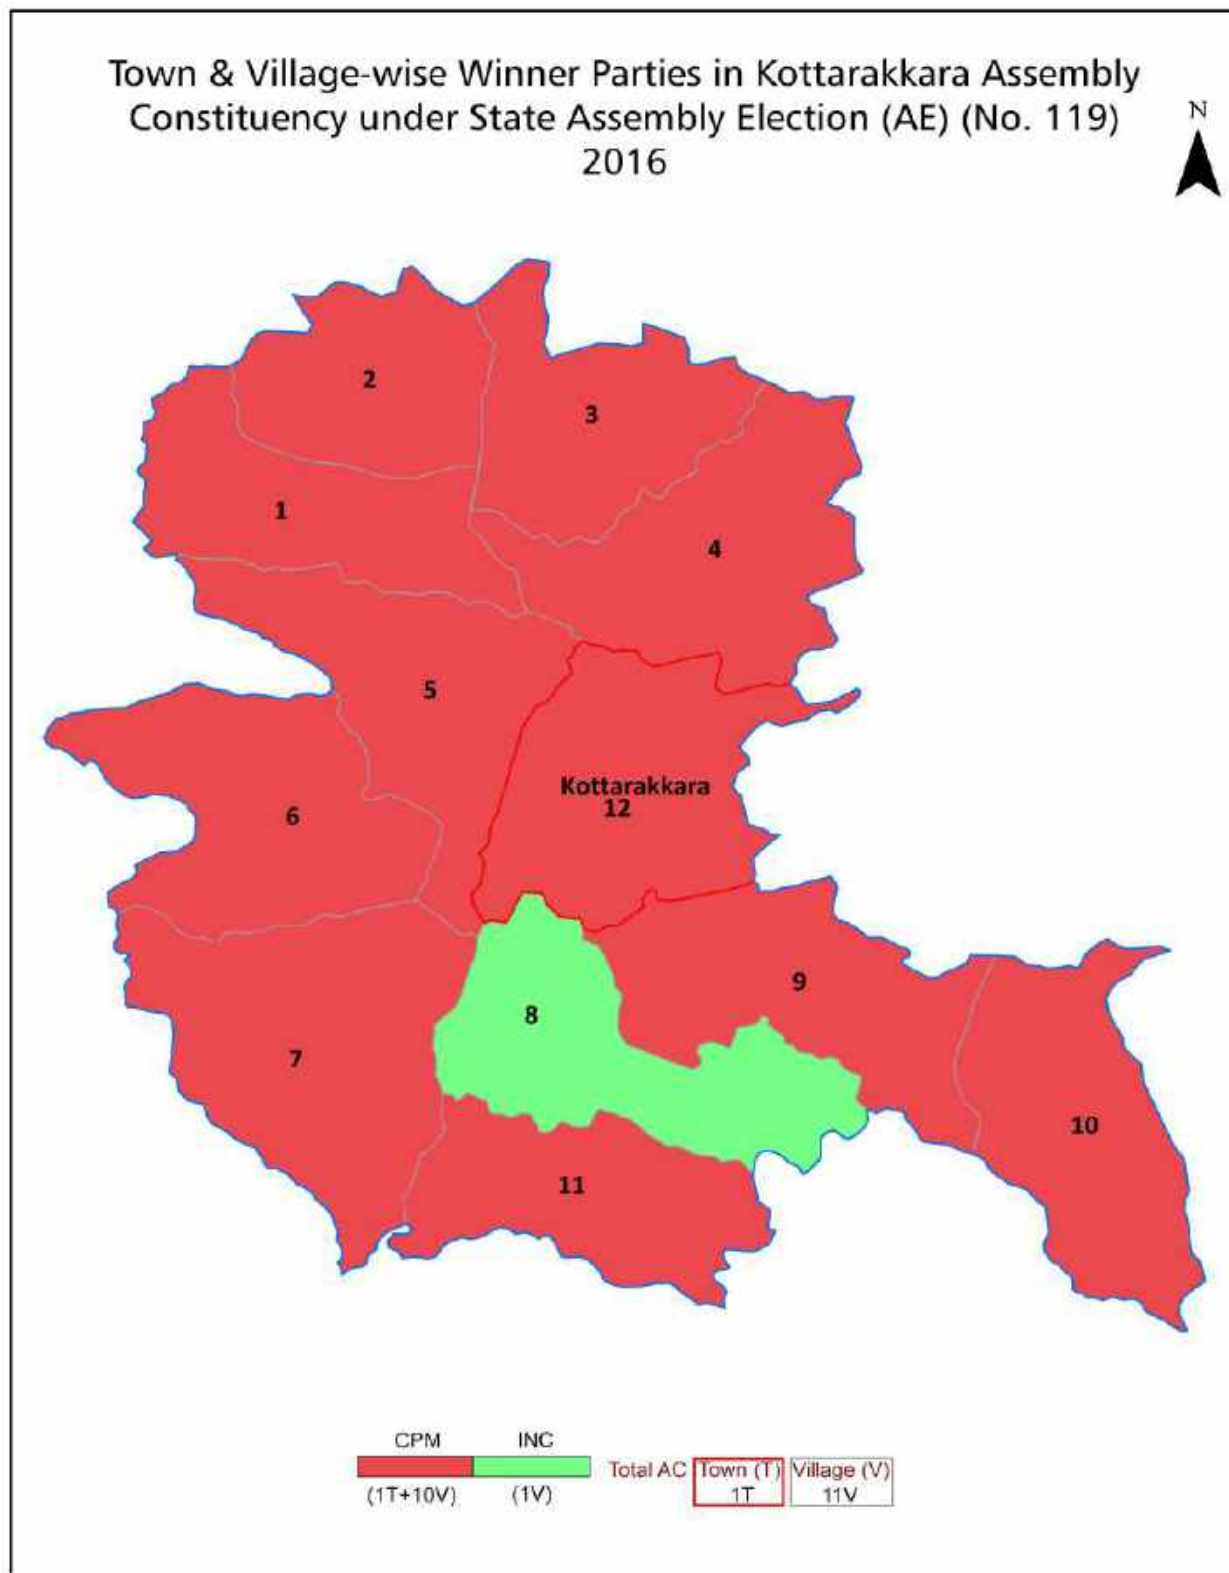 Town & Village-wise Winner Parties in Kottarakkara Assembly
Constituency under State Assembly Election (AE) (No. 119)
2016
N
2
3
1
4
5
Kottarakkara
12
6
9
8
7
10
11
CPM INC
Total AC Town (T) Village (V)
(1T+10V) (1V) 1T 11V